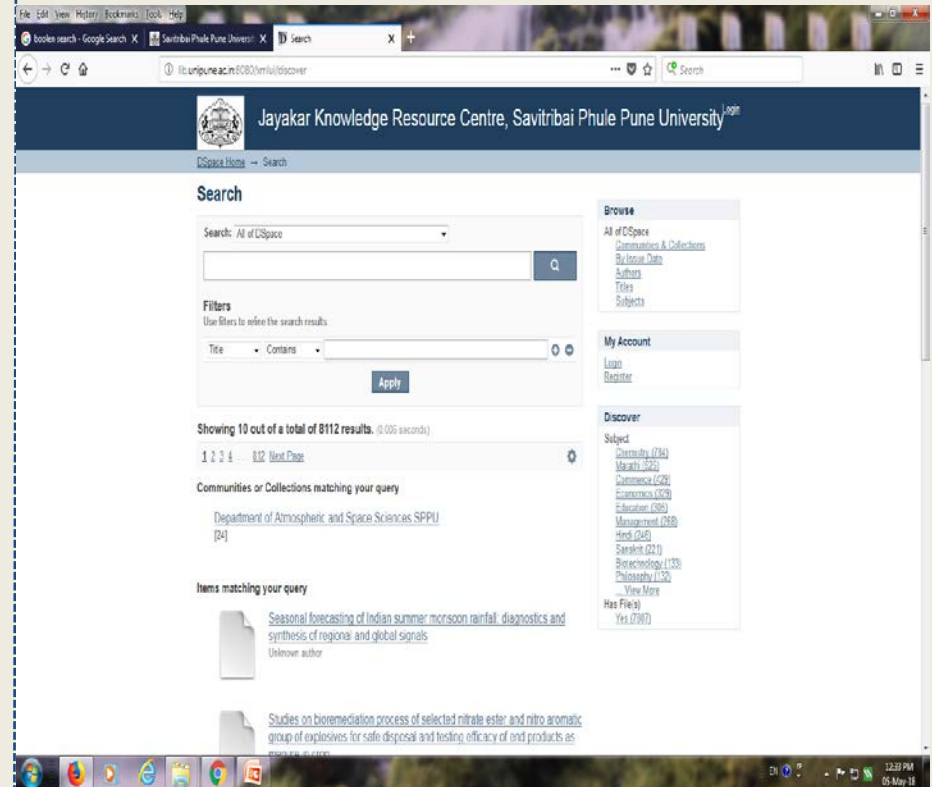 File Edit View History Bookmarks Tools Help
boolen search - Google Search X Savitribai Phule Pune Universit X Search X +
lib.unipune.ac.in:8080/xmlui/discover Search
Jayakar Knowledge Resource Centre, Savitribai Phule Pune University Login
DSpace Home → Search
Search
Search: All of DSpace
Filters
Use filters to refine the search results.
Title Contains
Apply
Showing 10 out of a total of 8112 results. (0.006 seconds)
1 2 3 4 ... 812 Next Page
Communities or Collections matching your query
Department of Atmospheric and Space Sciences SPPU
[24]
Items matching your query
Seasonal forecasting of Indian summer monsoon rainfall: diagnostics and
synthesis of regional and global signals
Unknown author
Studies on bioremediation process of selected nitrate ester and nitro aromatic
group of explosives for safe disposal and testing efficacy of end products as
Browse
All of DSpace
Communities & Collections
By Issue Date
Authors
Titles
Subjects
My Account
Login
Register
Discover
Subject
Chemistry (784)
Marathi (525)
Commerce (429)
Economics (329)
Education (306)
Management (268)
Hindi (246)
Sanskrit (221)
Biotechnology (133)
Philosophy (132)
... View More
Has File(s)
Yes (7987)
EN
12:33 PM
05-May-18